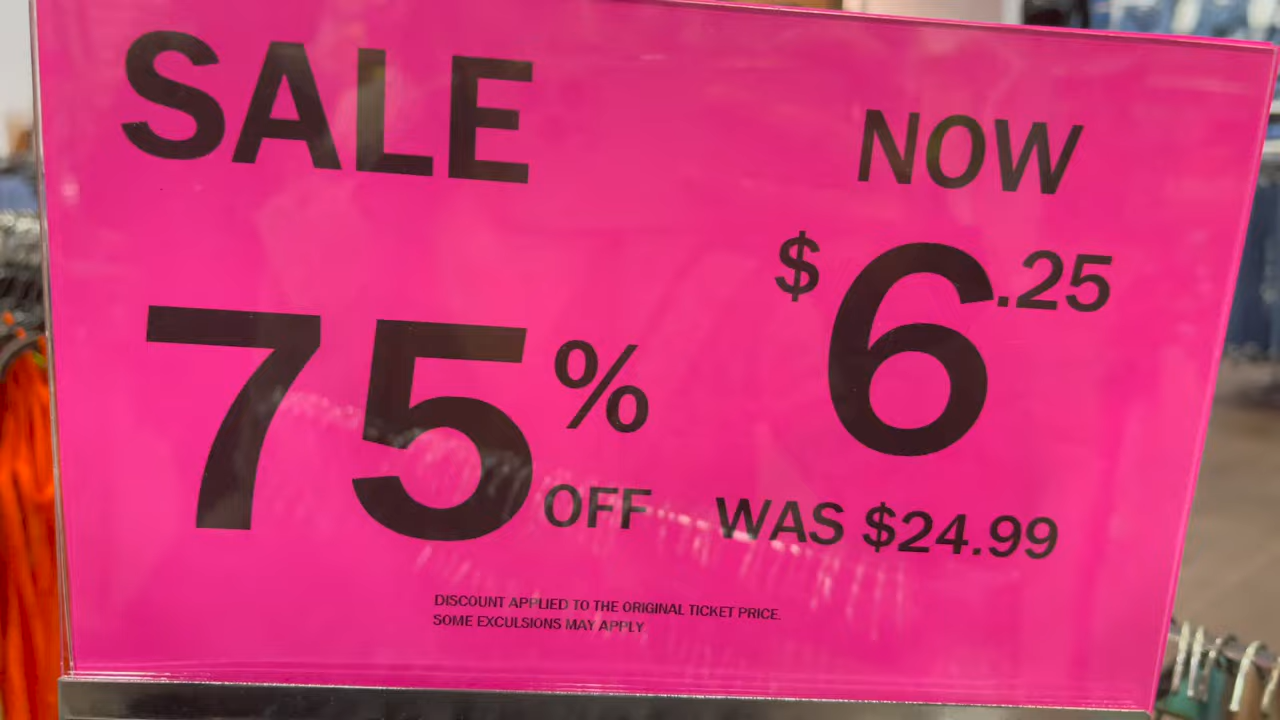 SALE
75% OFF
NOW
$6.25
WAS $24.99
DISCOUNT APPLIED TO THE ORIGINAL TICKET PRICE.
SOME EXCULSIONS MAY APPLY